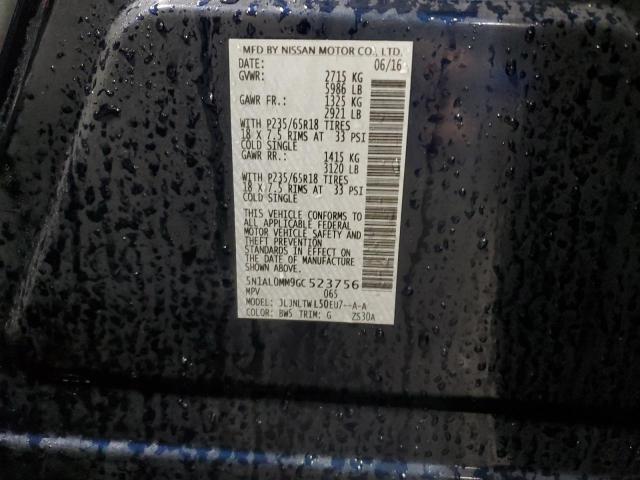 MFD BY NISSAN MOTOR CO., LTD.
DATE: 06/16
GVWR: 2715 KG
5986 LB
GAWR FR.: 1325 KG
2921 LB
WITH P235/65R18 TIRES
18 X 7.5 RIMS AT 33 PSI
COLD SINGLE
GAWR RR.: 1415 KG
3120 LB
WITH P235/65R18 TIRES
18 X 7.5 RIMS AT 33 PSI
COLD SINGLE
THIS VEHICLE CONFORMS TO
ALL APPLICABLE FEDERAL
MOTOR VEHICLE SAFETY AND
THEFT PREVENTION
STANDARDS IN EFFECT ON
THE DATE OF MANUFACTURE
SHOWN ABOVE.
5N1AL0MM9GC523756
MPV 065
MODEL: JLJNLTWL50EU7--A-A
COLOR: BW5 TRIM: G ZS30A